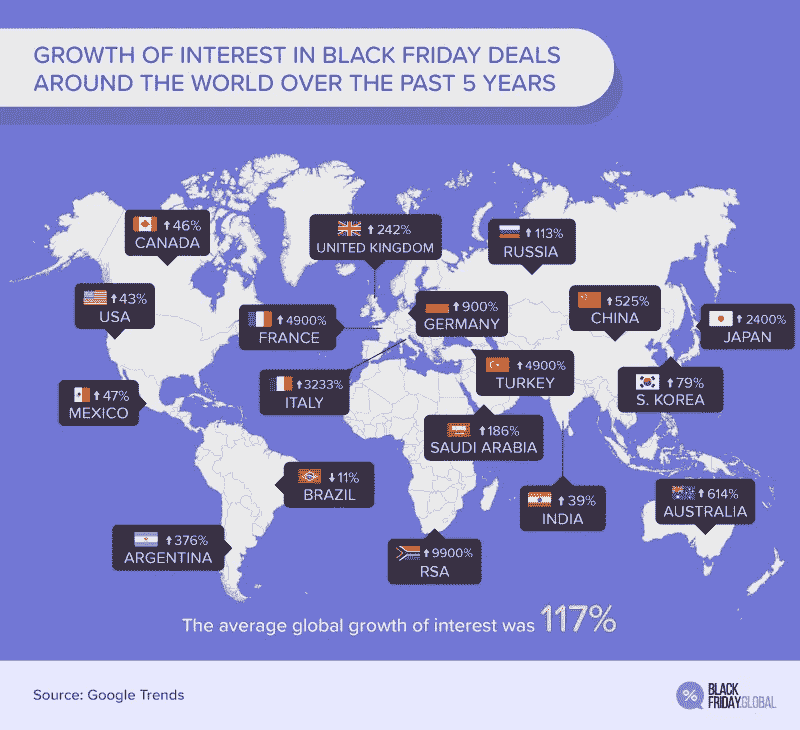 GROWTH OF INTEREST IN BLACK FRIDAY DEALS
AROUND THE WORLD OVER THE PAST 5 YEARS
46%
CANADA
242%
UNITED KINGDOM
113%
RUSSIA
43%
USA
4900%
FRANCE
900%
GERMANY
525%
CHINA
2400%
JAPAN
47%
MEXICO
3233%
ITALY
4900%
TURKEY
79%
S. KOREA
186%
SAUDI ARABIA
11%
BRAZIL
39%
INDIA
614%
AUSTRALIA
376%
ARGENTINA
9900%
RSA
The average global growth of interest was 117%
Source: Google Trends
%
BLACK
FRIDAY.GLOBAL